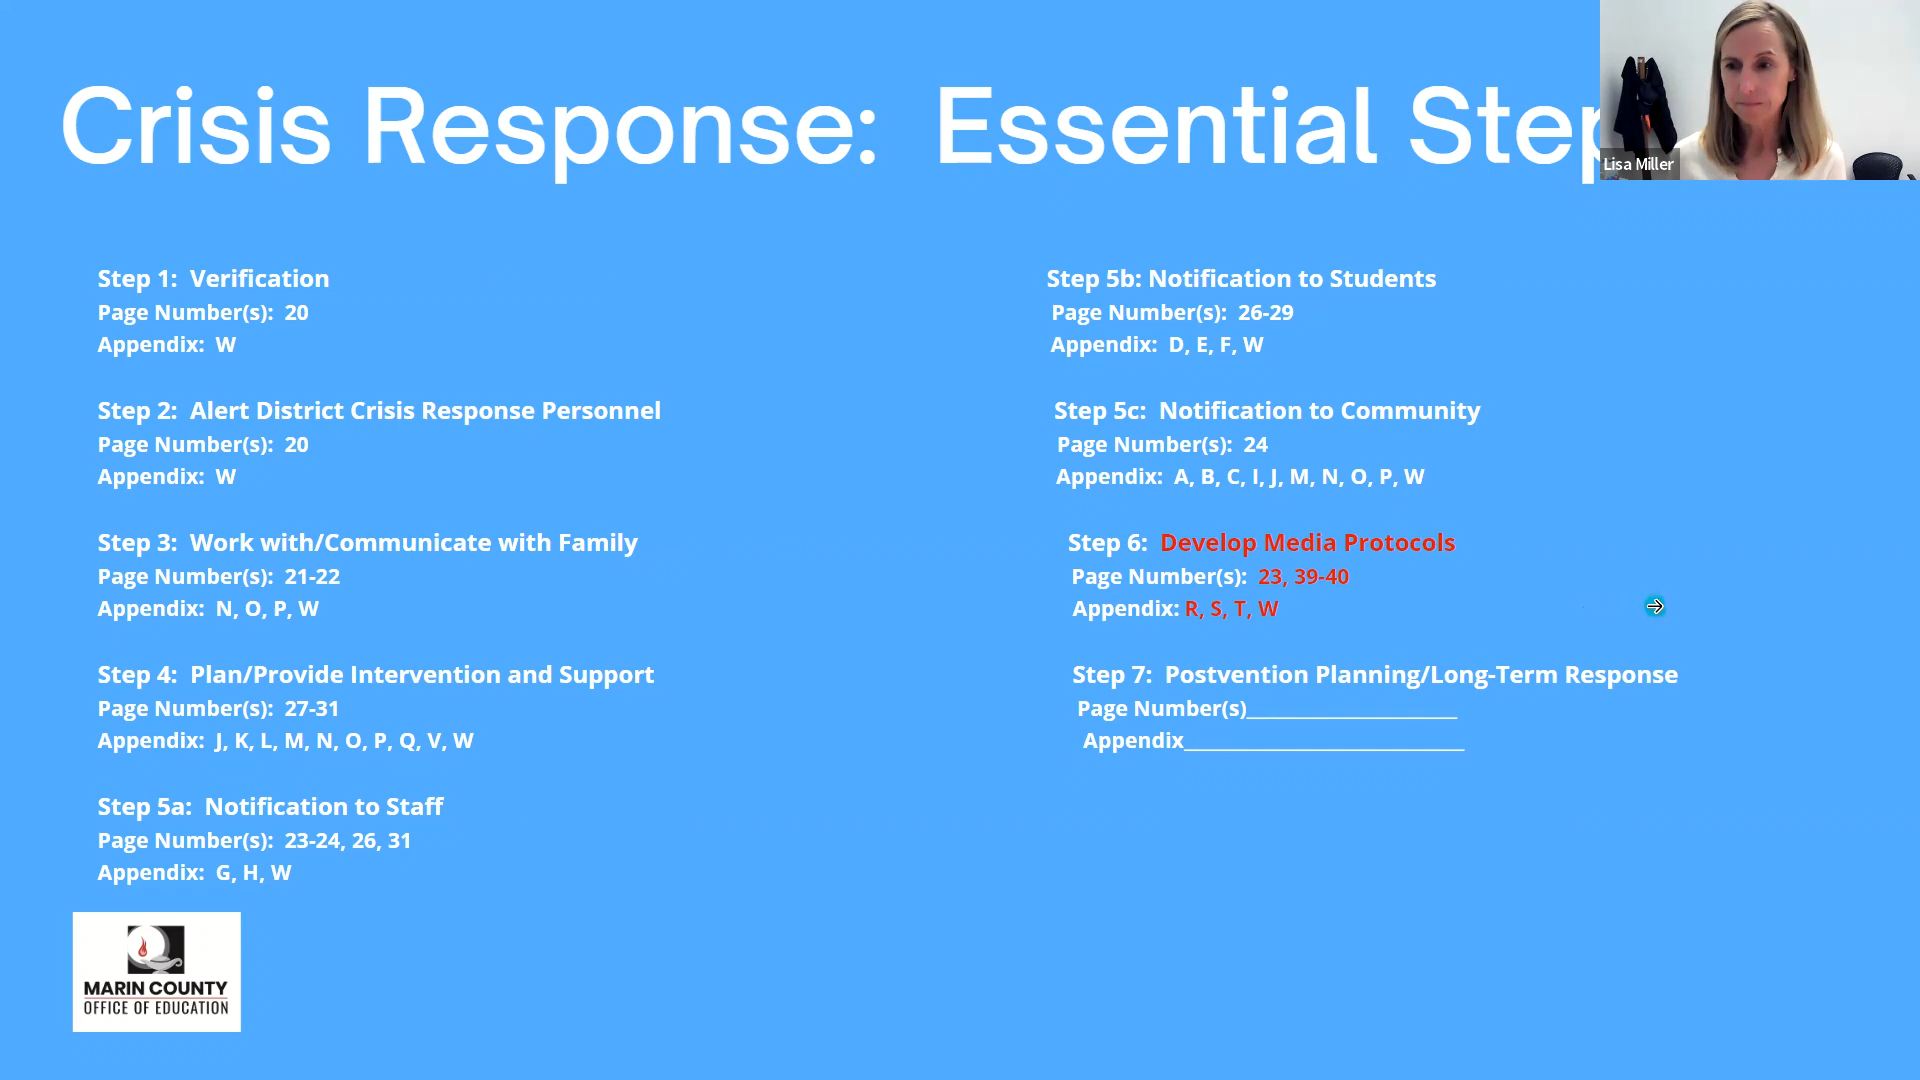 Crisis Response:  Essential Step
Lisa Miller
Step 1:  Verification
Page Number(s):  20
Appendix:  W
Step 2:  Alert District Crisis Response Personnel
Page Number(s):  20
Appendix:  W
Step 3:  Work with/Communicate with Family
Page Number(s):  21-22
Appendix:  N, O, P, W
Step 4:  Plan/Provide Intervention and Support
Page Number(s):  27-31
Appendix:  J, K, L, M, N, O, P, Q, V, W
Step 5a:  Notification to Staff
Page Number(s):  23-24, 26, 31
Appendix:  G, H, W
Step 5b: Notification to Students
Page Number(s):  26-29
Appendix:  D, E, F, W
Step 5c:  Notification to Community
Page Number(s):  24
Appendix:  A, B, C, I, J, M, N, O, P, W
Step 6:  Develop Media Protocols
Page Number(s):  23, 39-40
Appendix: R, S, T, W
Step 7:  Postvention Planning/Long-Term Response
Page Number(s)___________________
Appendix__________________________
MARIN COUNTY
OFFICE OF EDUCATION